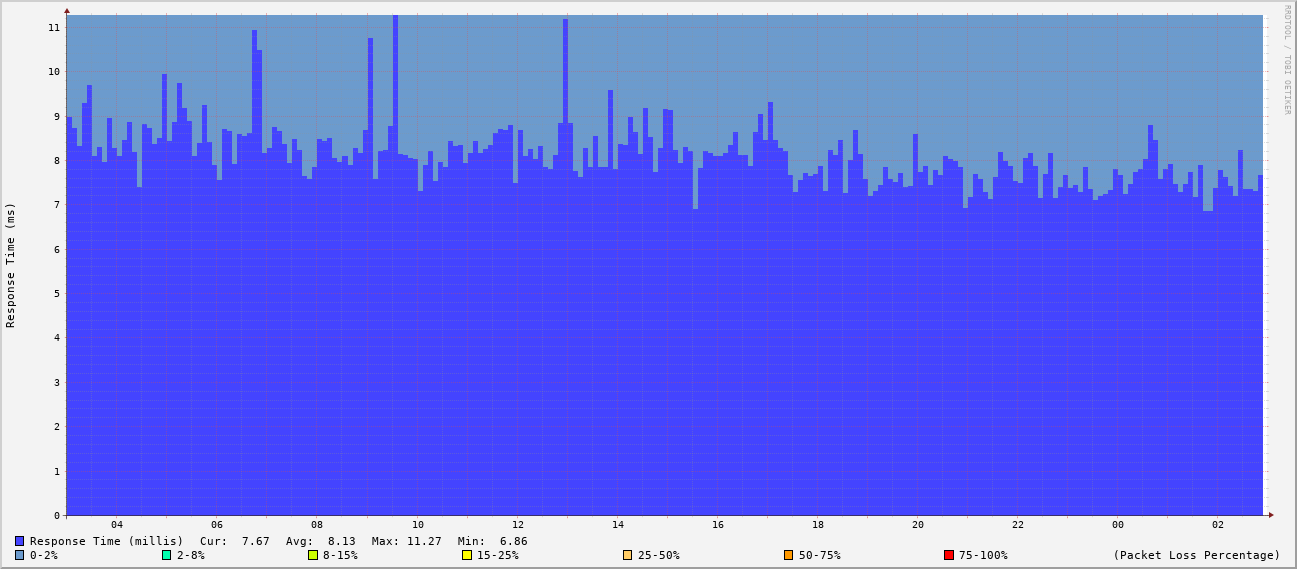 RRDTOOL / TOBI OETIKER
Response Time (ms)
11
10
9
8
7
6
5
4
3
2
1
0
04 06 08 10 12 14 16 18 20 22 00 02
Response Time (millis) Cur: 7.67 Avg: 8.13 Max: 11.27 Min: 6.86
0-2% 2-8% 8-15% 15-25% 25-50% 50-75% 75-100% (Packet Loss Percentage)